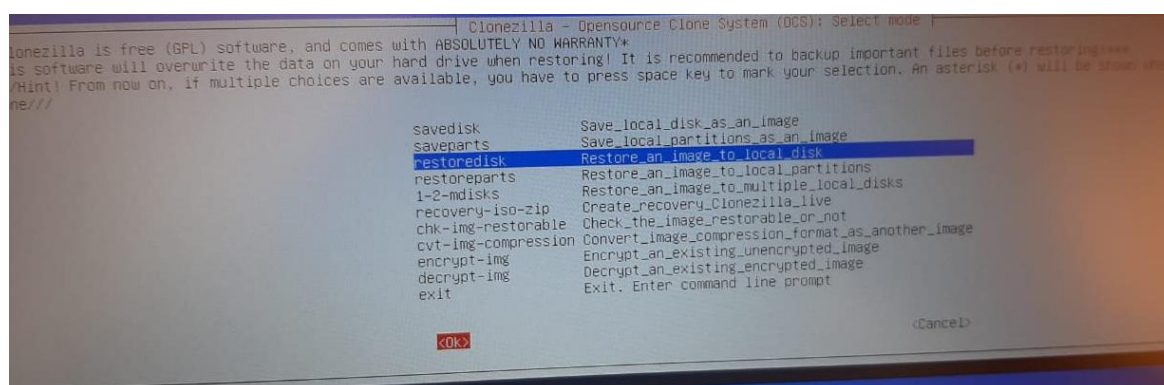 Clonezilla - Opensource Clone System (OCS): Select mode
lonezilla is free (GPL) software, and comes with ABSOLUTELY NO WARRANTY*
is software will overwrite the data on your hard drive when restoring! It is recommended to backup important files before restoring!***
/Hint! From now on, if multiple choices are available, you have to press space key to mark your selection. An asterisk (*) will be shown whe
ne///
savedisk Save_local_disk_as_an_image
saveparts Save_local_partitions_as_an_image
restoredisk Restore_an_image_to_local_disk
restoreparts Restore_an_image_to_local_partitions
1-2-mdisks Restore_an_image_to_multiple_local_disks
recovery-iso-zip Create_recovery_Clonezilla_live
chk-img-restorable Check_the_image_restorable_or_not
cvt-img-compression Convert_image_compression_format_as_another_image
encrypt-img Encrypt_an_existing_unencrypted_image
decrypt-img Decrypt_an_existing_encrypted_image
exit Exit. Enter command line prompt
<Ok> <Cancel>